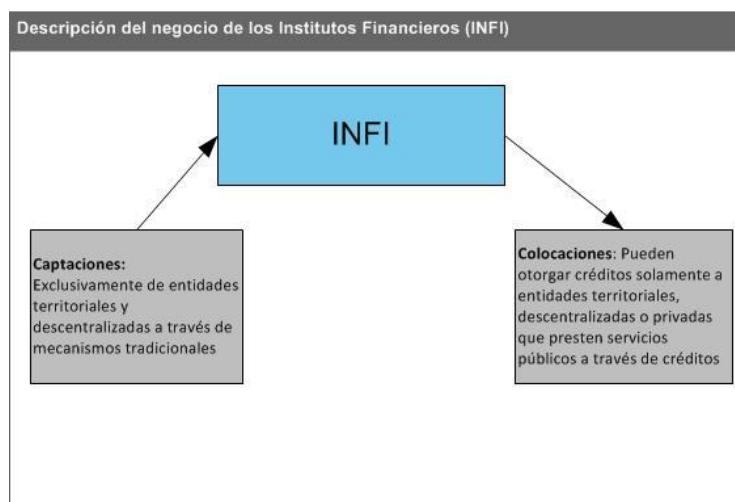 Descripción del negocio de los Institutos Financieros (INFI)
INFI
Captaciones:
Exclusivamente de entidades
territoriales y
descentralizadas a través de
mecanismos tradicionales
Colocaciones: Pueden
otorgar créditos solamente a
entidades territoriales,
descentralizadas o privadas
que presten servicios
públicos a través de créditos